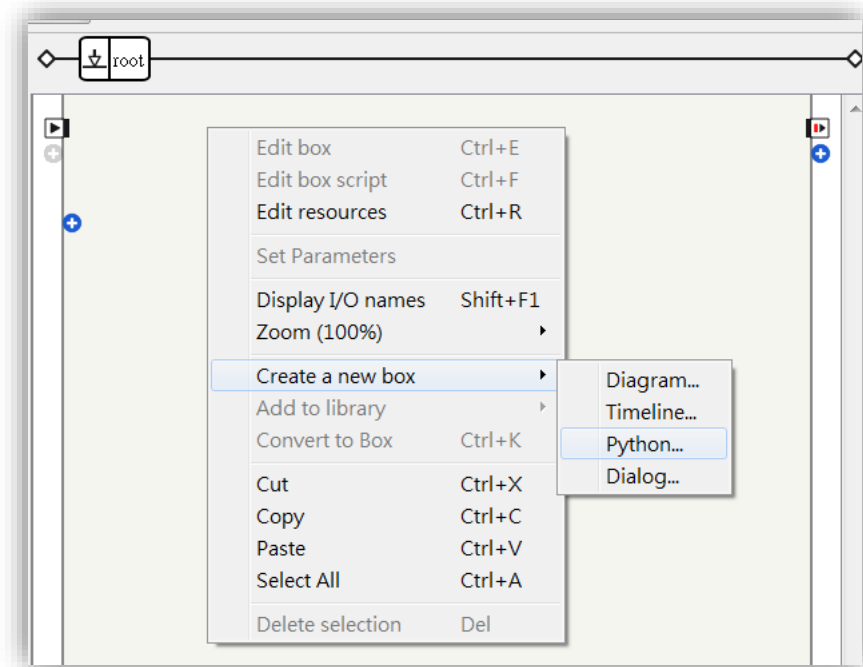 root
Edit box Ctrl+E
Edit box script Ctrl+F
Edit resources Ctrl+R
Set Parameters
Display I/O names Shift+F1
Zoom (100%)
Create a new box
Add to library
Convert to Box Ctrl+K
Cut Ctrl+X
Copy Ctrl+C
Paste Ctrl+V
Select All Ctrl+A
Delete selection Del
Diagram...
Timeline...
Python...
Dialog...